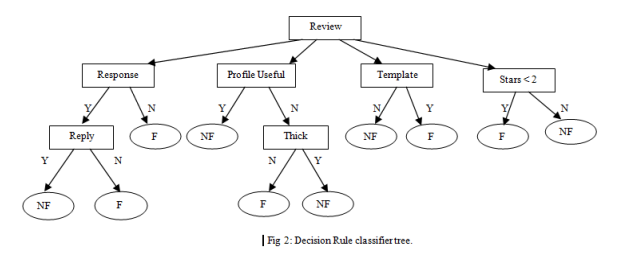 Review
Response Profile Useful Template Stars < 2
Y N Y N N Y Y N
Reply F NF Thick NF F F NF
Y N N Y
NF F F NF
Fig 2: Decision Rule classifier tree.